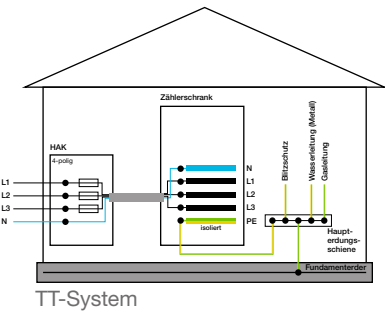 Zählerschrank
HAK
4-polig
L1
L2
L3
N
N
L1
L2
L3
PE
isoliert
Blitzschutz
Wasserleitung (Metall)
Gasleitung
Haupt-
erdungs-
schiene
Fundamenterder
TT-System